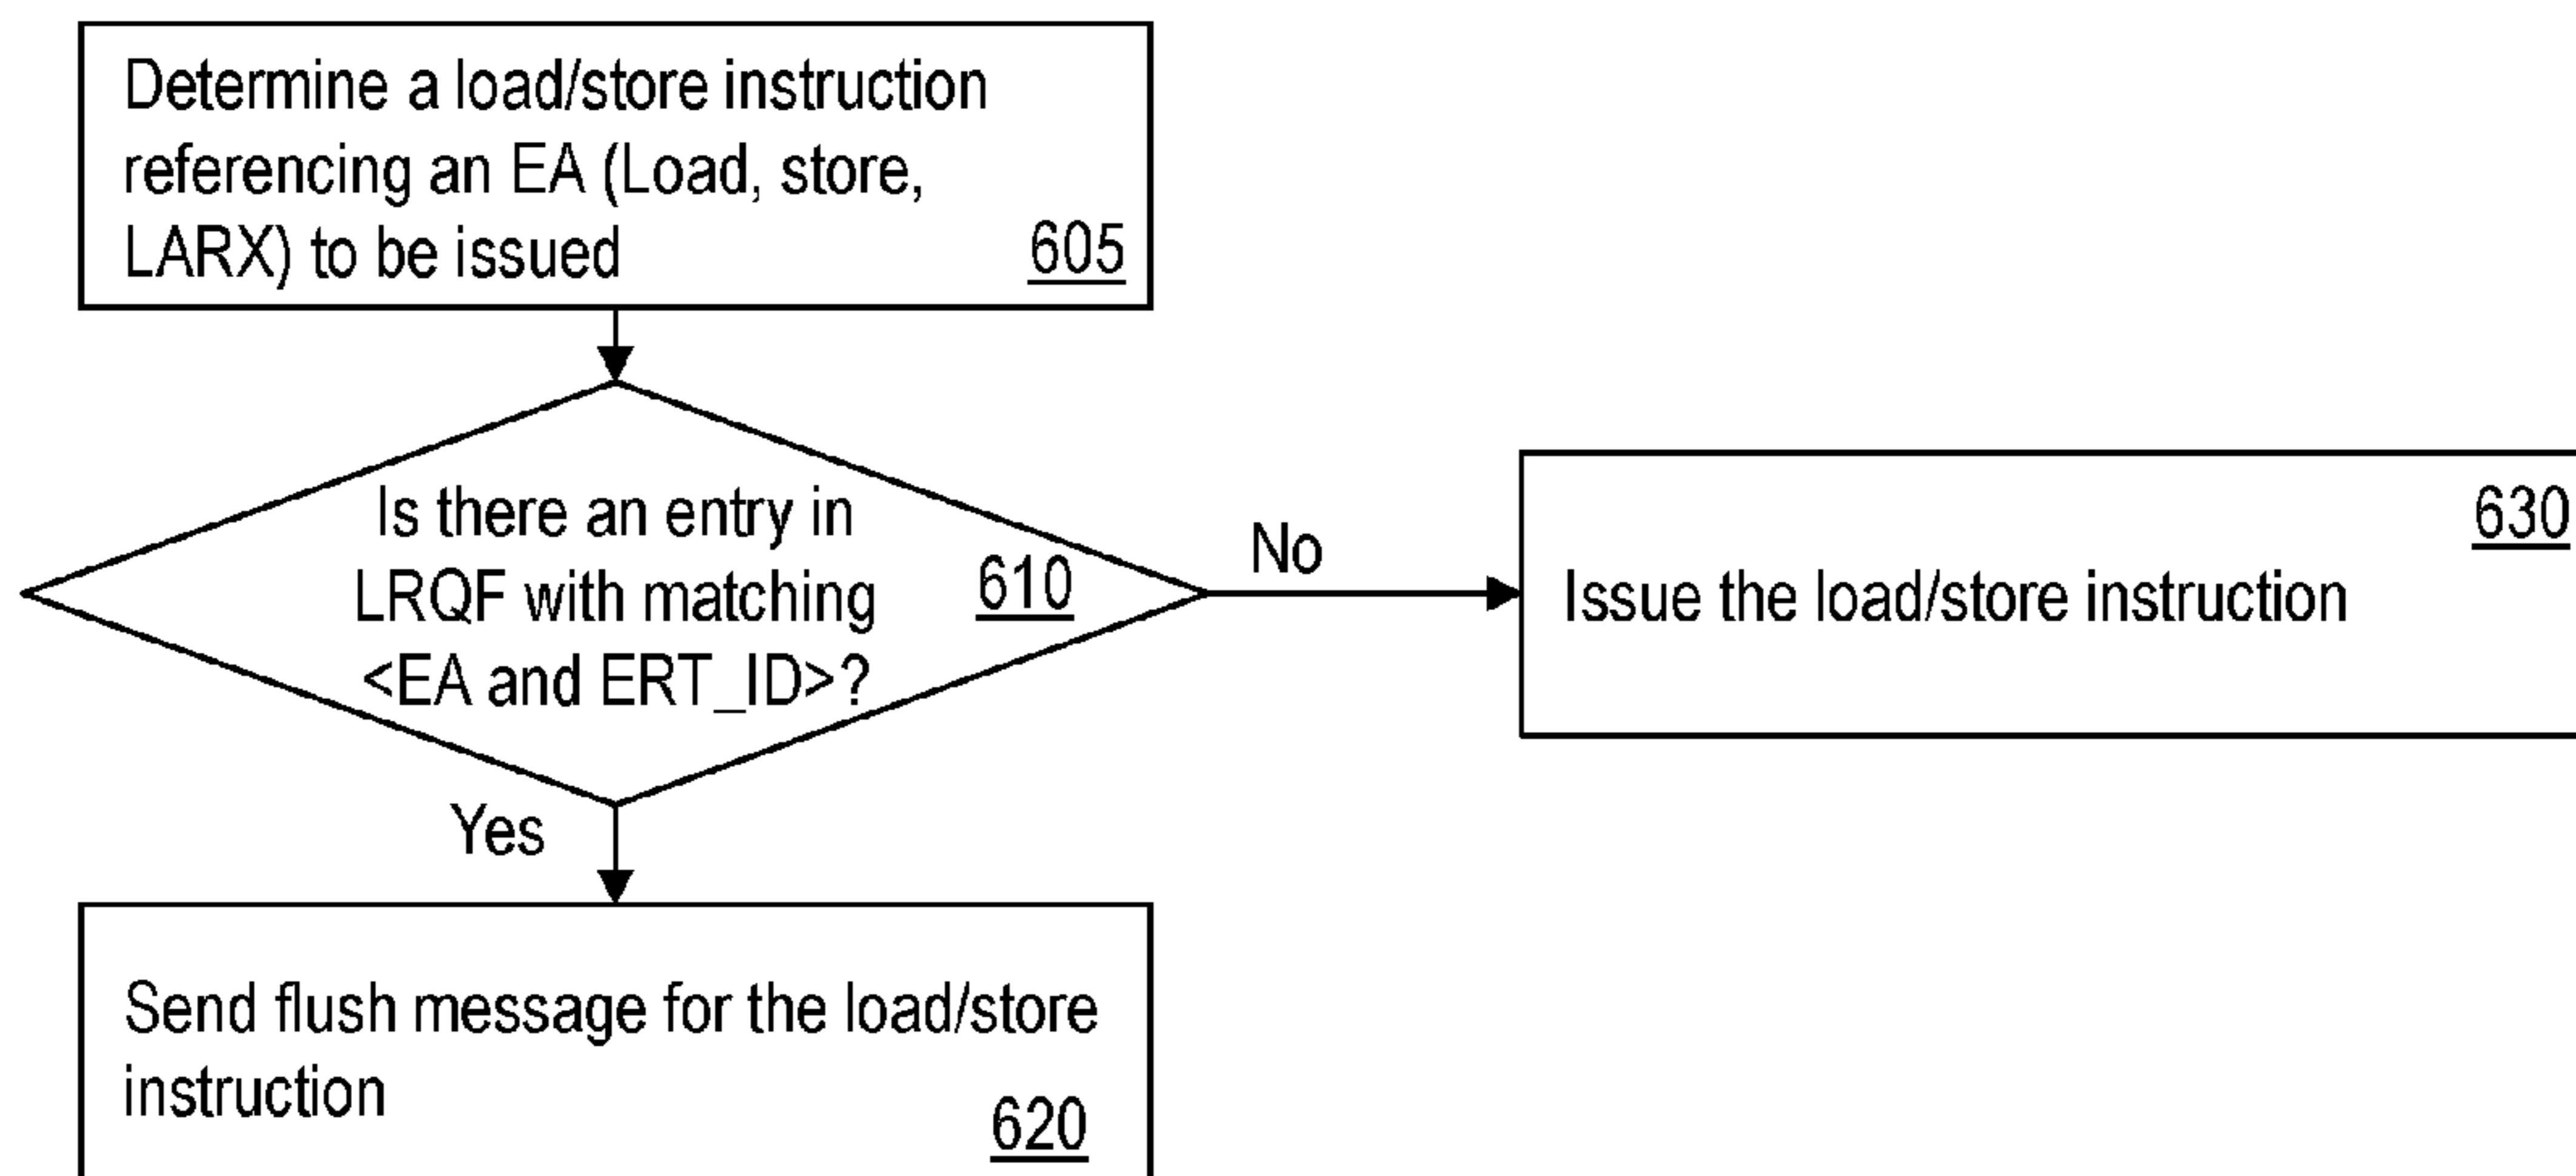 Determine a load/store instruction
referencing an EA (Load, store,
LARX) to be issued 605
Is there an entry in
LRQF with matching 610
<EA and ERT_ID>?
No
630
Issue the load/store instruction
Yes
Send flush message for the load/store
instruction
620